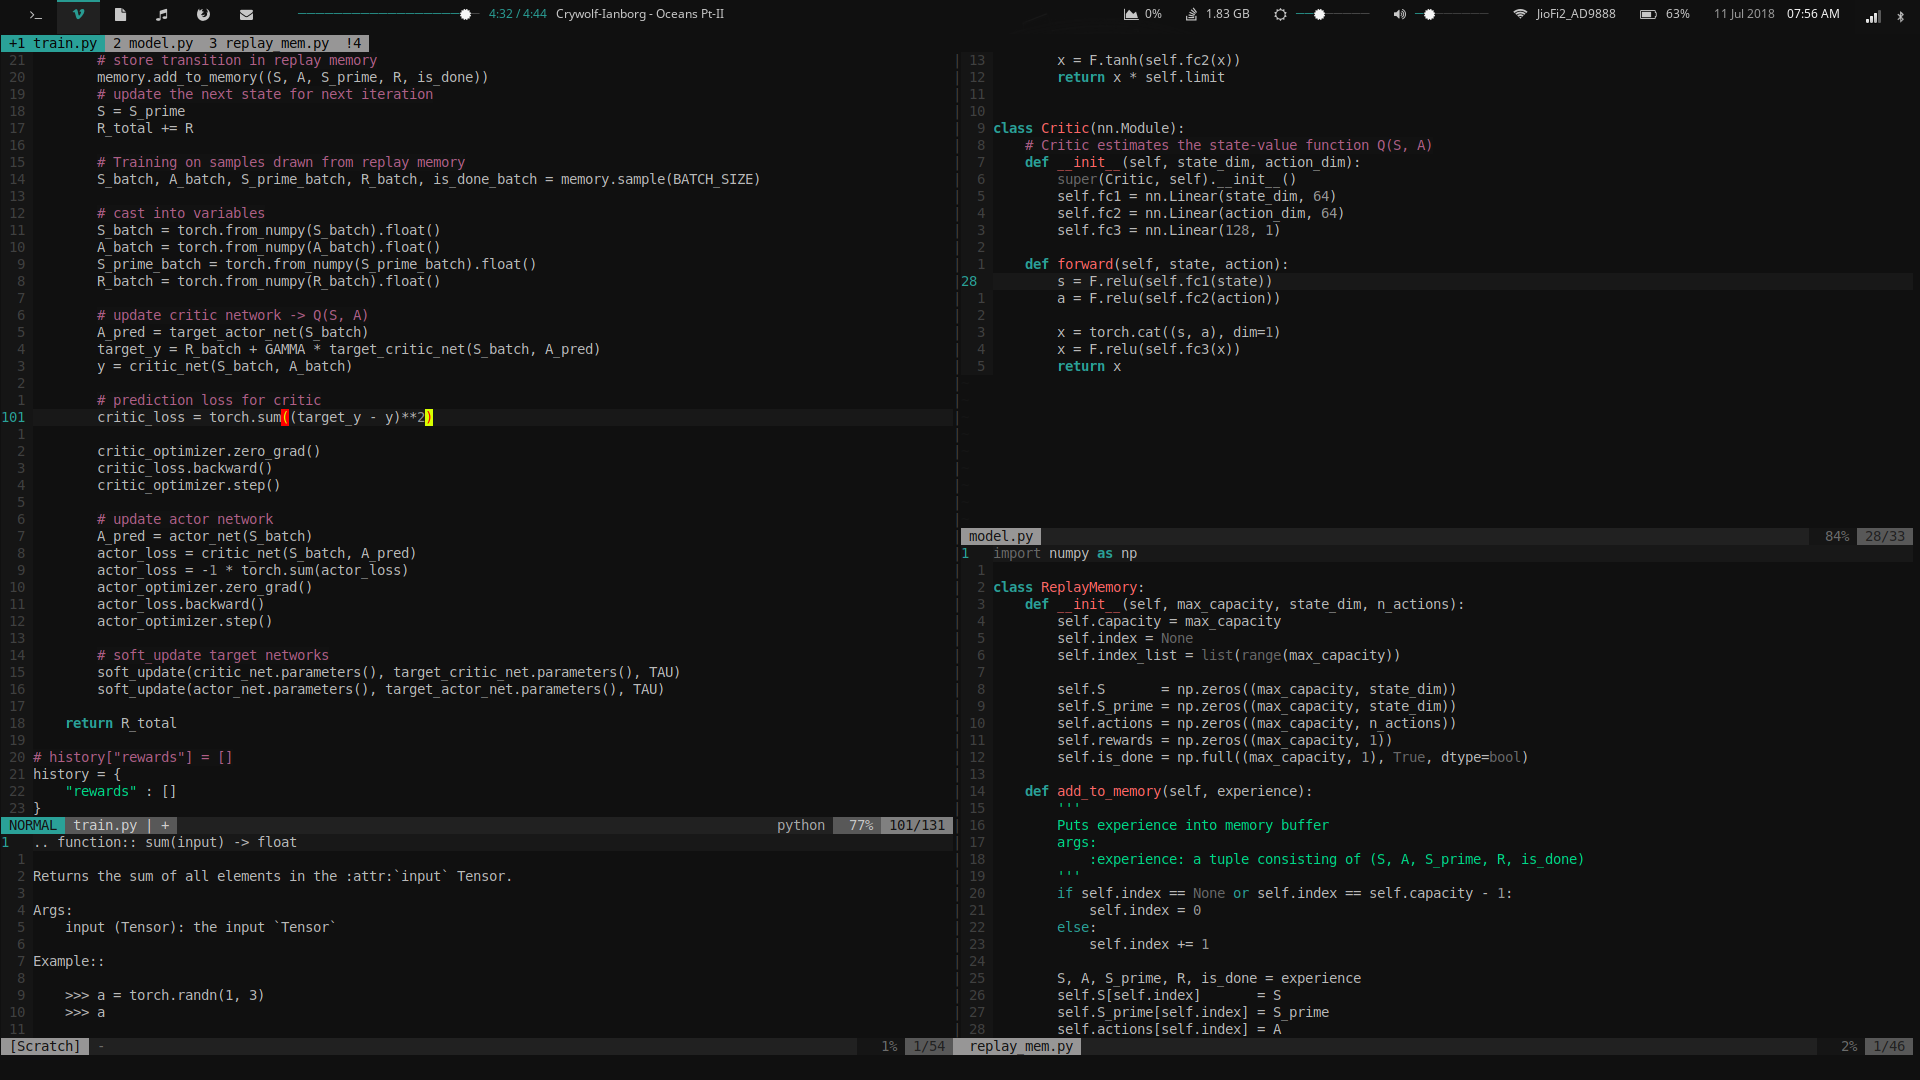 4:32 / 4:44 Crywolf-Ianborg - Oceans Pt-II 0% 1.83 GB JioFi2_AD9888 63% 11 Jul 2018 07:56 AM
+1 train.py 2 model.py 3 replay_mem.py !4
21 # store transition in replay memory
20 memory.add_to_memory((S, A, S_prime, R, is_done))
19 # update the next state for next iteration
18 S = S_prime
17 R_total += R
16
15 # Training on samples drawn from replay memory
14 S_batch, A_batch, S_prime_batch, R_batch, is_done_batch = memory.sample(BATCH_SIZE)
13
12 # cast into variables
11 S_batch = torch.from_numpy(S_batch).float()
10 A_batch = torch.from_numpy(A_batch).float()
9 S_prime_batch = torch.from_numpy(S_prime_batch).float()
8 R_batch = torch.from_numpy(R_batch).float()
7
6 # update critic network -> Q(S, A)
5 A_pred = target_actor_net(S_batch)
4 target_y = R_batch + GAMMA * target_critic_net(S_batch, A_pred)
3 y = critic_net(S_batch, A_batch)
2
1 # prediction loss for critic
101 critic_loss = torch.sum((target_y - y)**2)
1
2 critic_optimizer.zero_grad()
3 critic_loss.backward()
4 critic_optimizer.step()
5
6 # update actor network
7 A_pred = actor_net(S_batch)
8 actor_loss = critic_net(S_batch, A_pred)
9 actor_loss = -1 * torch.sum(actor_loss)
10 actor_optimizer.zero_grad()
11 actor_loss.backward()
12 actor_optimizer.step()
13
14 # soft_update target networks
15 soft_update(critic_net.parameters(), target_critic_net.parameters(), TAU)
16 soft_update(actor_net.parameters(), target_actor_net.parameters(), TAU)
17
18 return R_total
19
20 # history["rewards"] = []
21 history = {
22 "rewards" : []
23 }
NORMAL train.py | + python 77% 101/131
1 .. function:: sum(input) -> float
1
2 Returns the sum of all elements in the :attr:`input` Tensor.
3
4 Args:
5 input (Tensor): the input `Tensor`
6
7 Example::
8
9 >>> a = torch.randn(1, 3)
10 >>> a
11
[Scratch] - 1% 1/54
13 x = F.tanh(self.fc2(x))
12 return x * self.limit
11
10
9 class Critic(nn.Module):
8 # Critic estimates the state-value function Q(S, A)
7 def __init__(self, state_dim, action_dim):
6 super(Critic, self).__init__()
5 self.fc1 = nn.Linear(state_dim, 64)
4 self.fc2 = nn.Linear(action_dim, 64)
3 self.fc3 = nn.Linear(128, 1)
2
1 def forward(self, state, action):
28 s = F.relu(self.fc1(state))
1 a = F.relu(self.fc2(action))
2
3 x = torch.cat((s, a), dim=1)
4 x = F.relu(self.fc3(x))
5 return x
model.py 84% 28/33
1 import numpy as np
1
2 class ReplayMemory:
3 def __init__(self, max_capacity, state_dim, n_actions):
4 self.capacity = max_capacity
5 self.index = None
6 self.index_list = list(range(max_capacity))
7
8 self.S = np.zeros((max_capacity, state_dim))
9 self.S_prime = np.zeros((max_capacity, state_dim))
10 self.actions = np.zeros((max_capacity, n_actions))
11 self.rewards = np.zeros((max_capacity, 1))
12 self.is_done = np.full((max_capacity, 1), True, dtype=bool)
13
14 def add_to_memory(self, experience):
15 '''
16 Puts experience into memory buffer
17 args:
18 :experience: a tuple consisting of (S, A, S_prime, R, is_done)
19 '''
20 if self.index == None or self.index == self.capacity - 1:
21 self.index = 0
22 else:
23 self.index += 1
24
25 S, A, S_prime, R, is_done = experience
26 self.S[self.index] = S
27 self.S_prime[self.index] = S_prime
28 self.actions[self.index] = A
replay_mem.py 2% 1/46